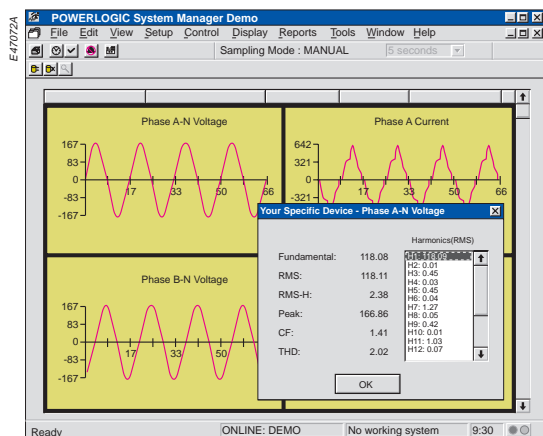 E47072A
POWERLOGIC System Manager Demo
File Edit View Setup Control Display Reports Tools Window Help
Sampling Mode : MANUAL 5 seconds
Phase A-N Voltage
167
83
0
-83
-167
17 33 50 66
Phase A Current
642
321
0
-321
17 33 50 66
Your Specific Device - Phase A-N Voltage
Fundamental: 118.08
RMS: 118.11
RMS-H: 2.38
Peak: 166.86
CF: 1.41
THD: 2.02
Harmonics(RMS)
H1: 118.09
H2: 0.01
H3: 0.45
H4: 0.03
H5: 0.45
H6: 0.04
H7: 1.27
H8: 0.05
H9: 0.42
H10: 0.01
H11: 1.03
H12: 0.07
OK
Phase B-N Voltage
167
83
0
-83
-167
17 33 50
Ready ONLINE: DEMO No working system 9:30